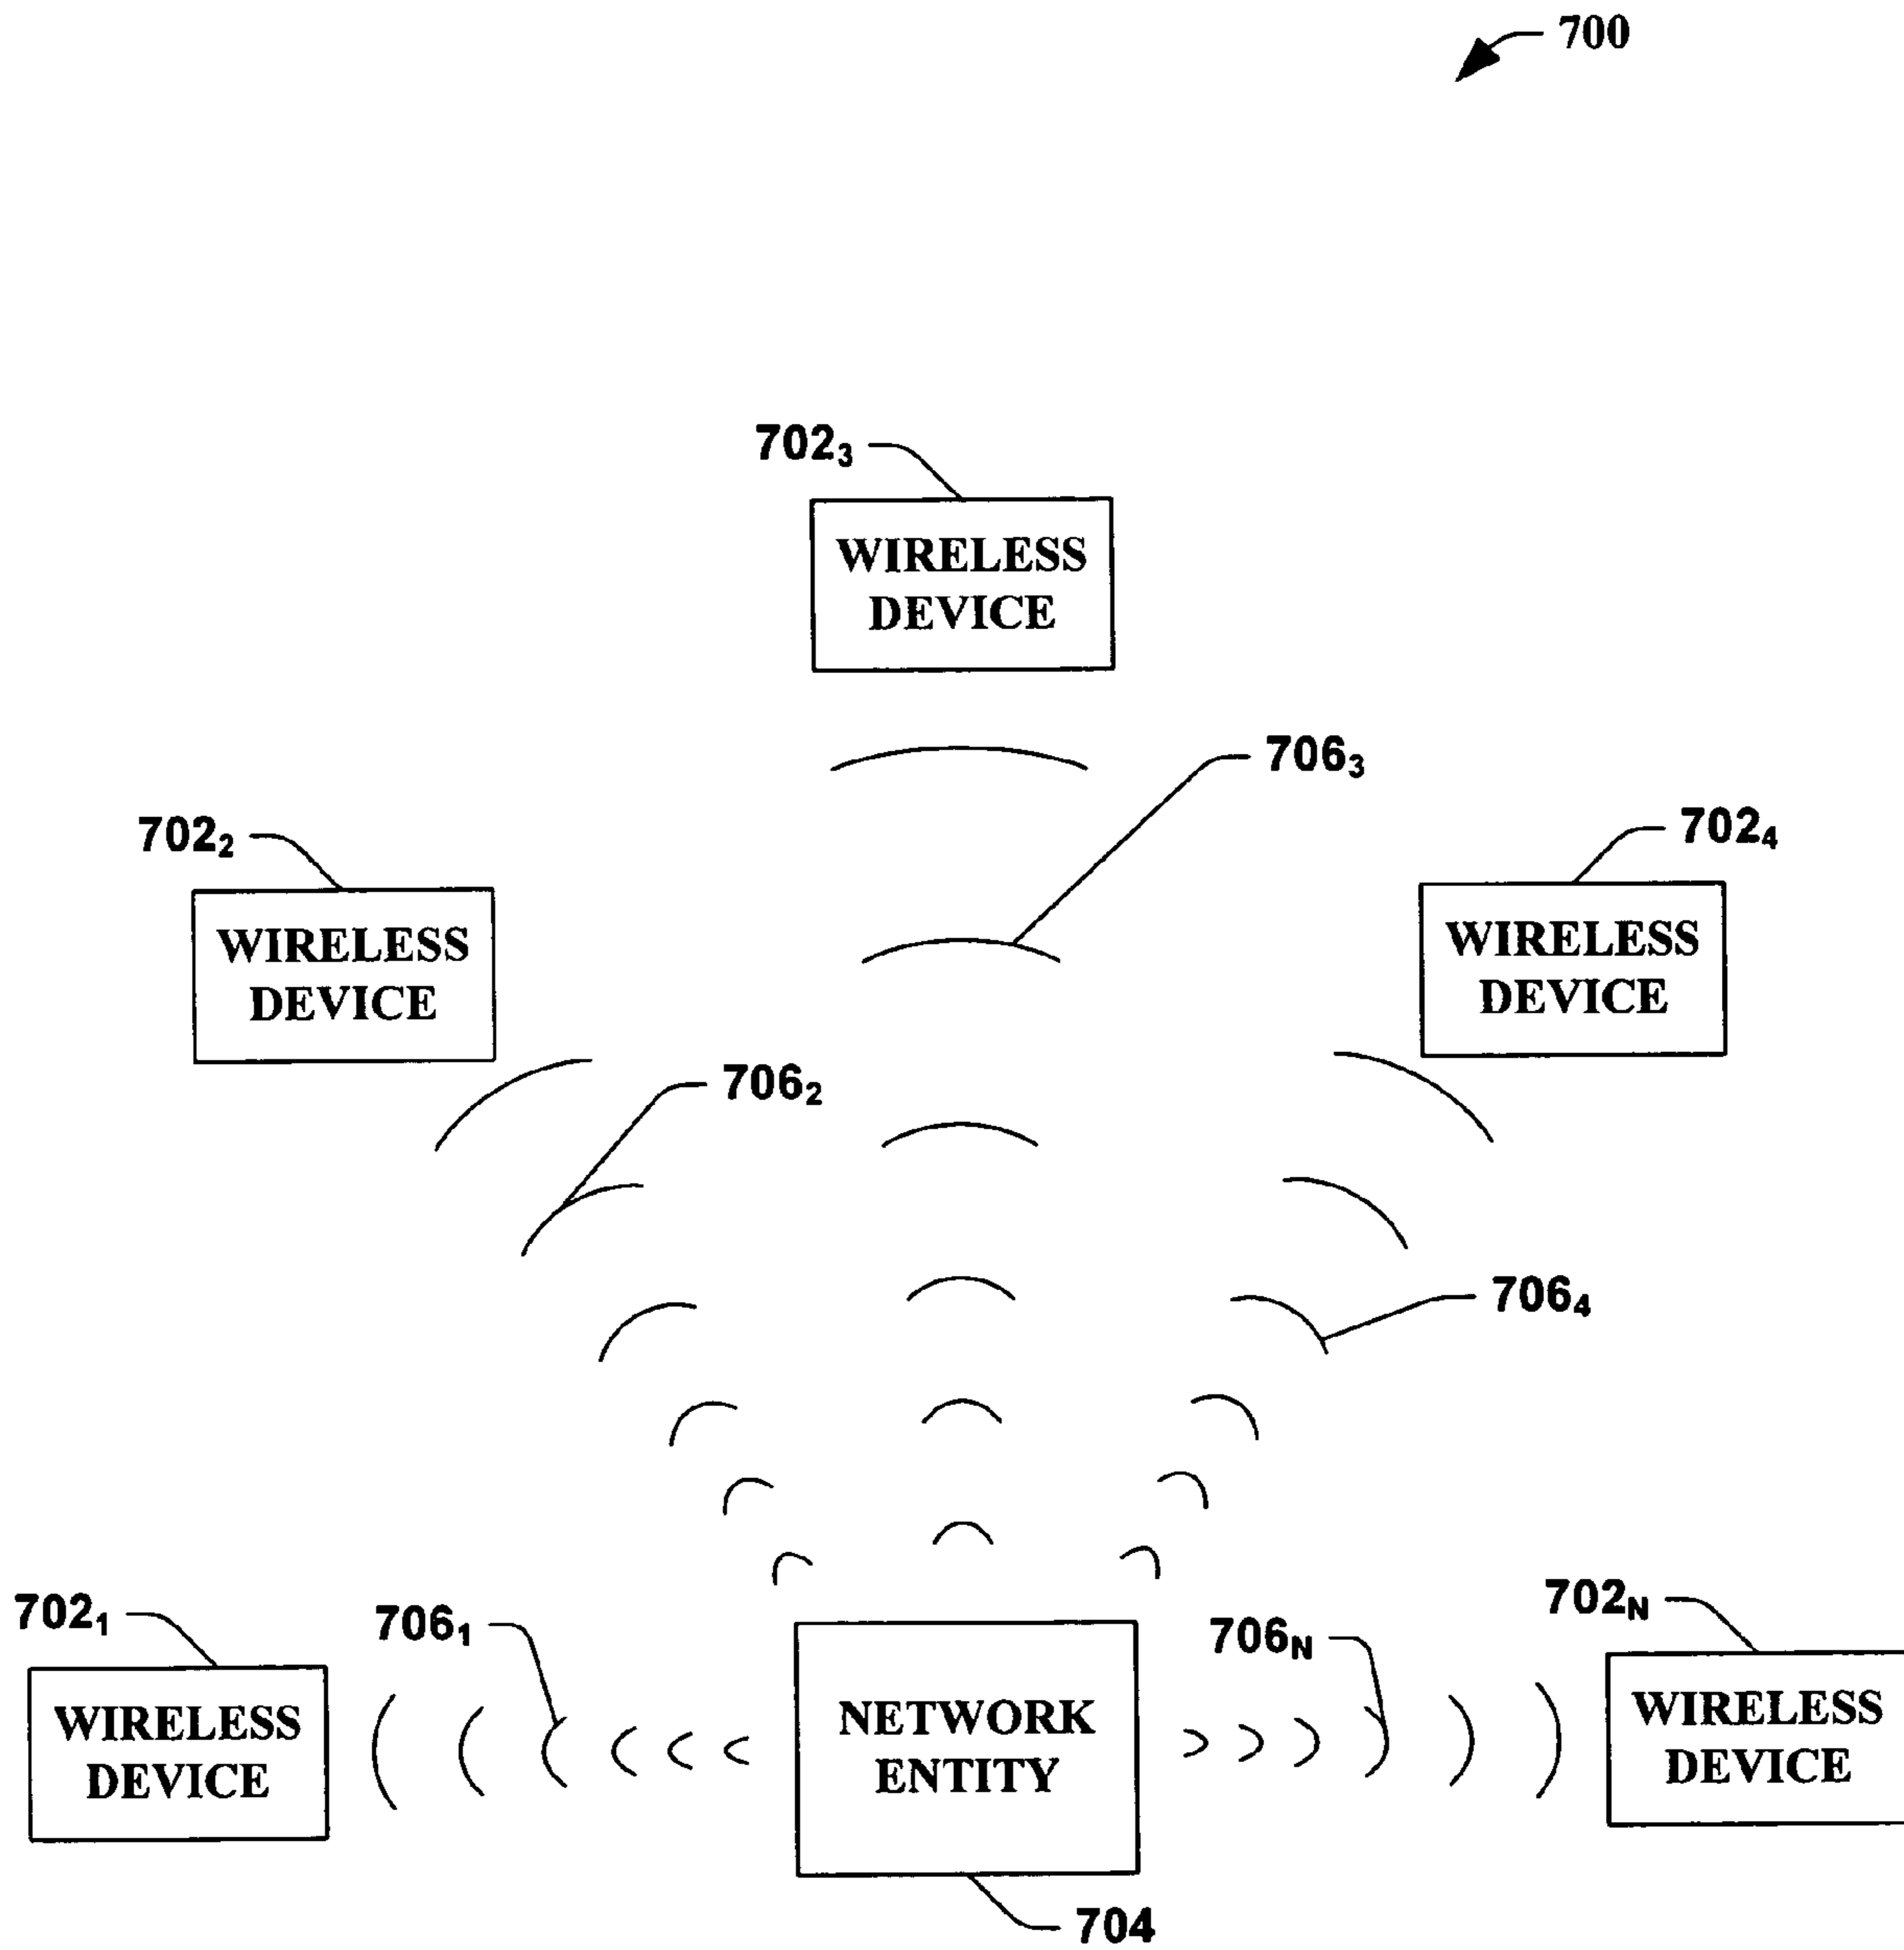 700
702₃
WIRELESS
DEVICE
706₃
702₂
702₄
WIRELESS
DEVICE
WIRELESS
DEVICE
706₂
706₄
702₁
706₁
706N
702N
WIRELESS
DEVICE
NETWORK
ENTITY
WIRELESS
DEVICE
704